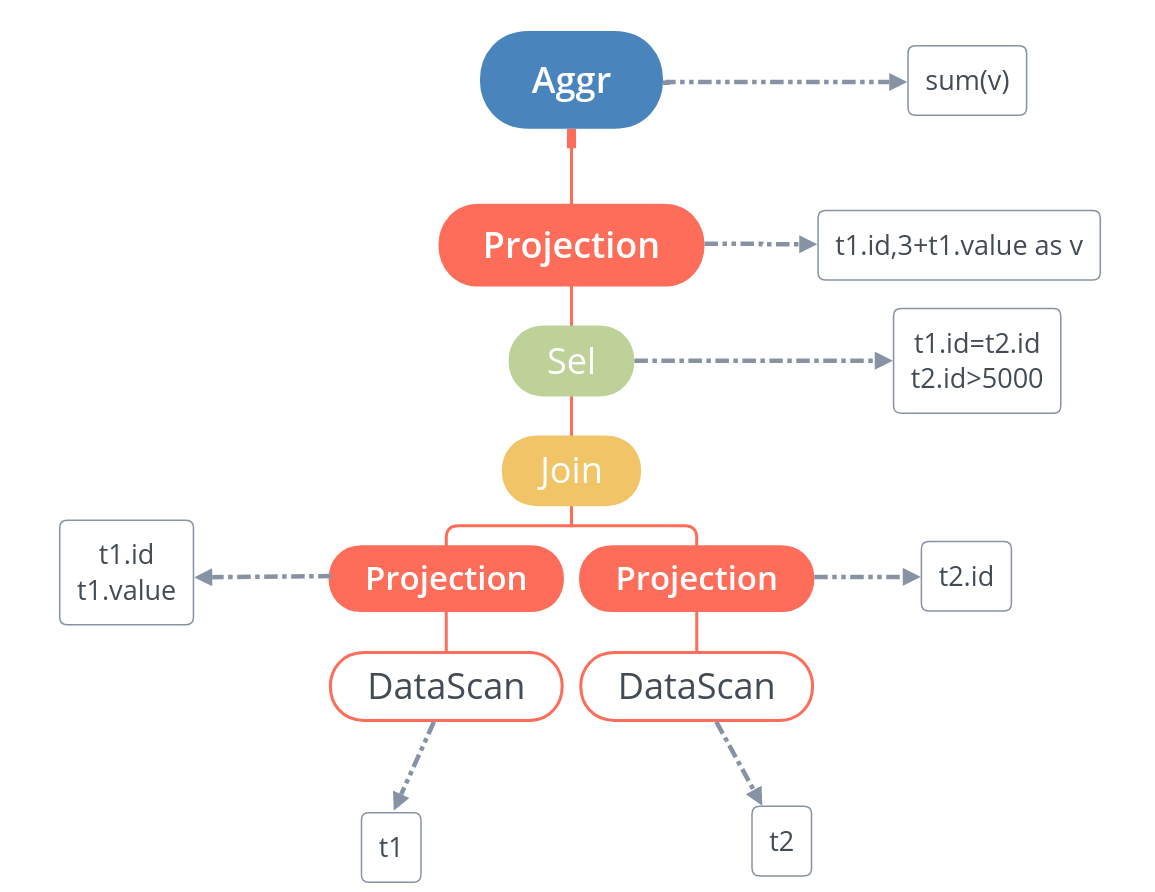 Aggr
sum(v)
Projection
t1.id,3+t1.value as v
Sel
t1.id=t2.id
t2.id>5000
Join
t1.id
t1.value
Projection
Projection
t2.id
DataScan
DataScan
t1
t2